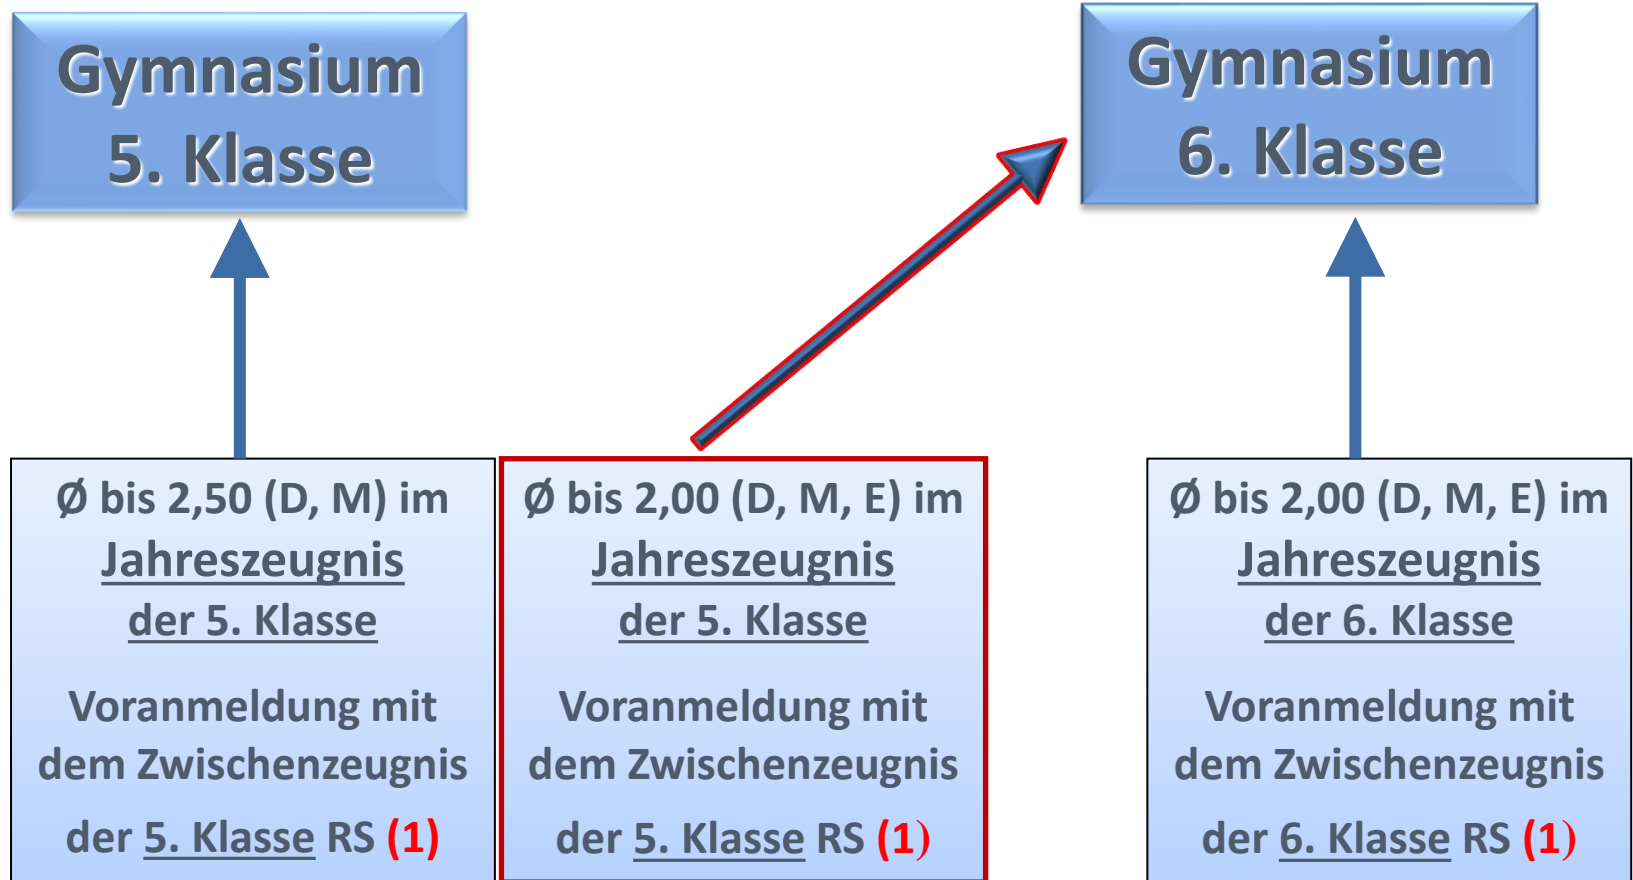 Gymnasium
5. Klasse
Gymnasium
6. Klasse
Ø bis 2,50 (D, M) im
Jahreszeugnis
der 5. Klasse
Voranmeldung mit
dem Zwischenzeugnis
der 5. Klasse RS (1)
Ø bis 2,00 (D, M, E) im
Jahreszeugnis
der 5. Klasse
Voranmeldung mit
dem Zwischenzeugnis
der 5. Klasse RS (1)
Ø bis 2,00 (D, M, E) im
Jahreszeugnis
der 6. Klasse
Voranmeldung mit
dem Zwischenzeugnis
der 6. Klasse RS (1)